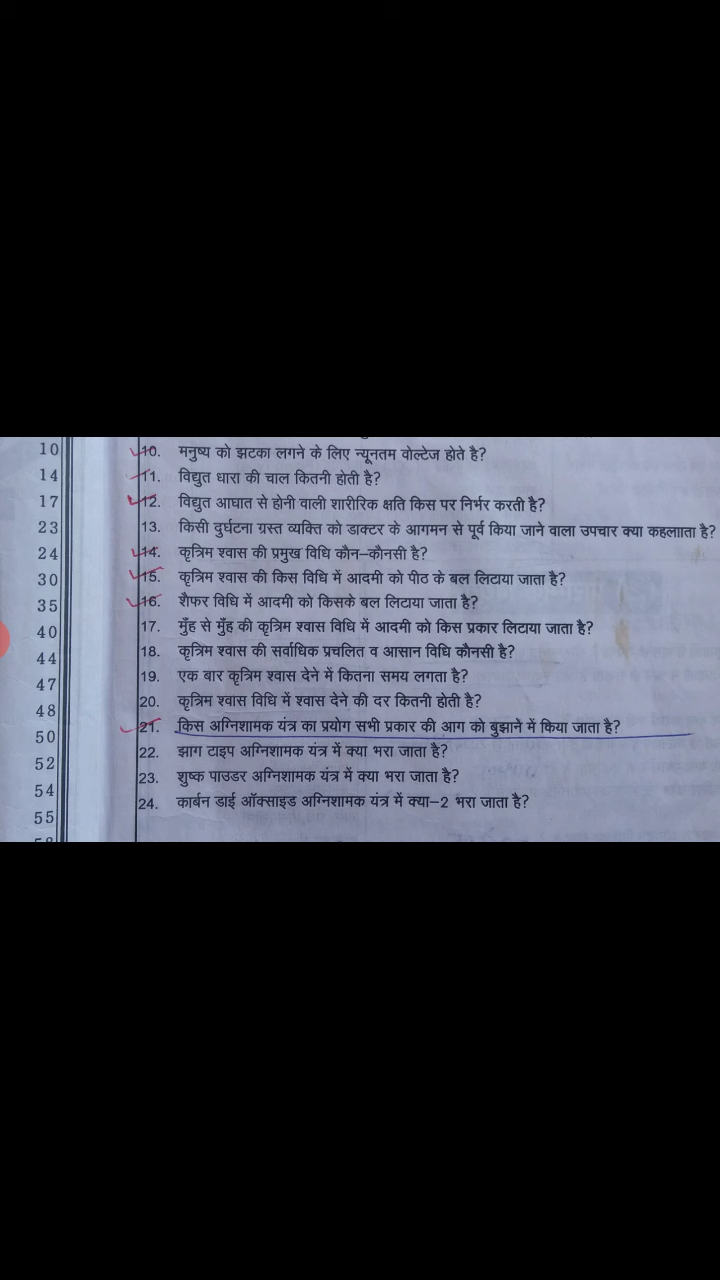 10
14
17
23
24
30
35
40
44
47
48
50
52
54
55
10. मनुष्य को झटका लगने के लिए न्यूनतम वोल्टेज होते है?
11. विद्युत धारा की चाल कितनी होती है?
12. विद्युत आघात से होनी वाली शारीरिक क्षति किस पर निर्भर करती है?
13. किसी दुर्घटना ग्रस्त व्यक्ति को डाक्टर के आगमन से पूर्व किया जाने वाला उपचार क्या कहलााता है?
14. कृत्रिम श्वास की प्रमुख विधि कौन–कौनसी है?
15. कृत्रिम श्वास की किस विधि में आदमी को पीठ के बल लिटाया जाता है?
16. शैफर विधि में आदमी को किसके बल लिटाया जाता है?
17. मुँह से मुँह की कृत्रिम श्वास विधि में आदमी को किस प्रकार लिटाया जाता है?
18. कृत्रिम श्वास की सर्वाधिक प्रचलित व आसान विधि कौनसी है?
19. एक बार कृत्रिम श्वास देने में कितना समय लगता है?
20. कृत्रिम श्वास विधि में श्वास देने की दर कितनी होती है?
21. किस अग्निशामक यंत्र का प्रयोग सभी प्रकार की आग को बुझाने में किया जाता है?
22. झाग टाइप अग्निशामक यंत्र में क्या भरा जाता है?
23. शुष्क पाउडर अग्निशामक यंत्र में क्या भरा जाता है?
24. कार्बन डाई ऑक्साइड अग्निशामक यंत्र में क्या–2 भरा जाता है?